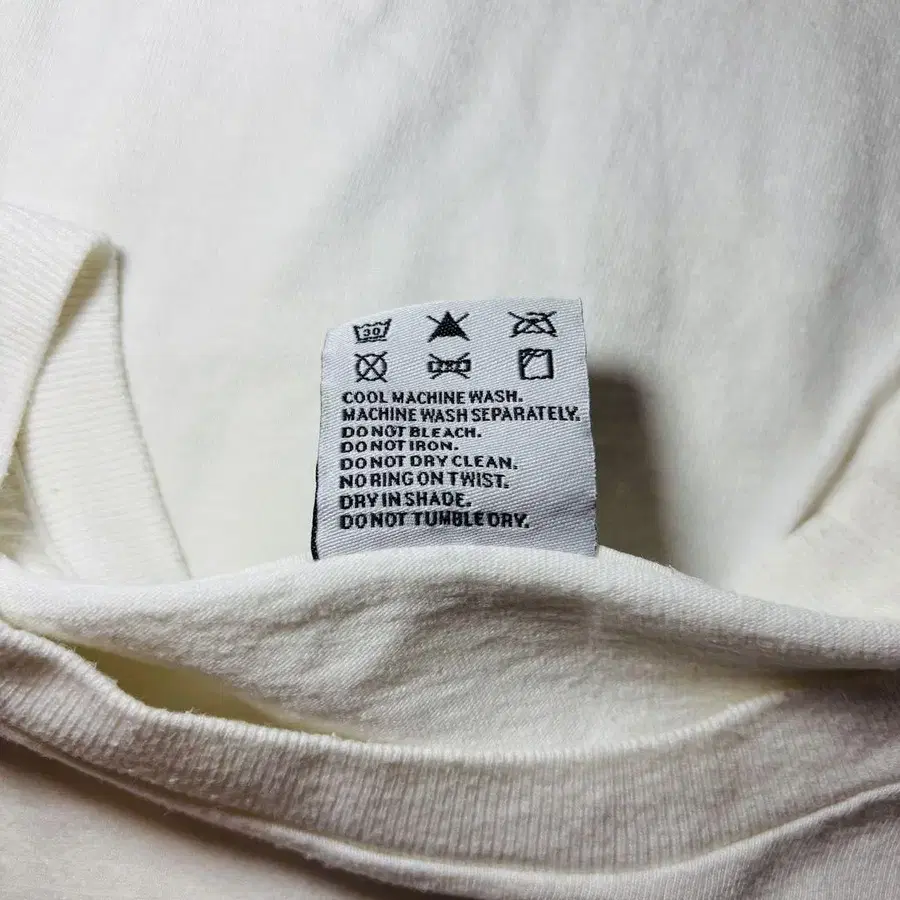 30
COOL MACHINE WASH.
MACHINE WASH SEPARATELY.
DO NOT BLEACH.
DO NOT IRON.
DO NOT DRY CLEAN.
NO RING ON TWIST.
DRY IN SHADE.
DO NOT TUMBLE DRY.